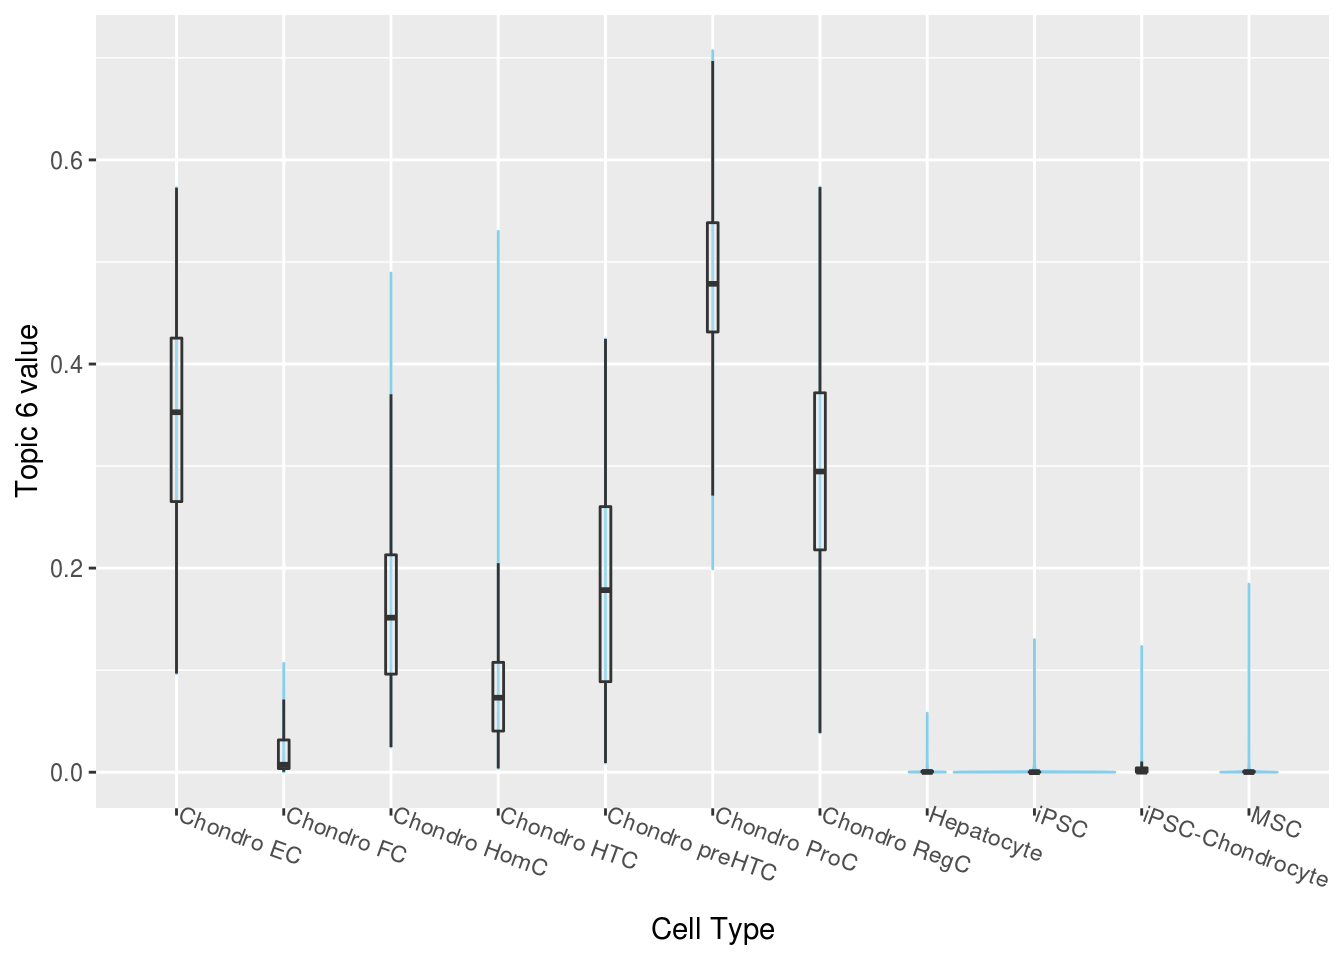 Topic 6 value
0.6
0.4
0.2
0.0
Chondro EC
Chondro FC
Chondro HomC
Chondro HTC
Chondro preHTC
Chondro ProC
Chondro RegC
Hepatocyte
iPSC
iPSC-Chondrocyte
MSC
Cell Type